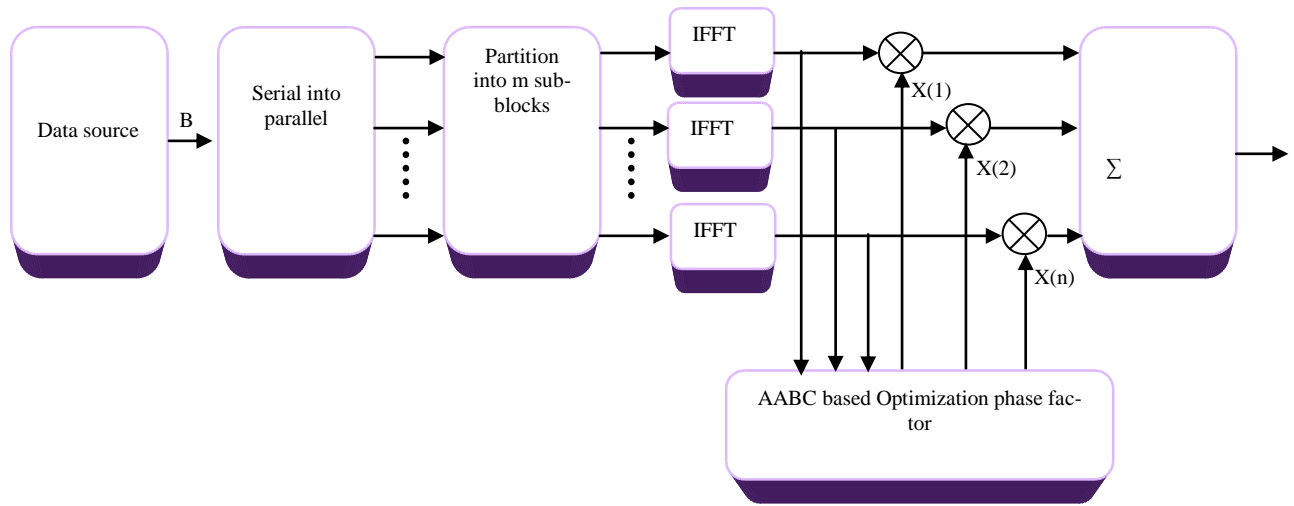 Data source
B
Serial into
parallel
Partition
into m sub-
blocks
IFFT
IFFT
IFFT
X(1)
X(2)
X(n)
∑
AABC based Optimization phase fac-
tor